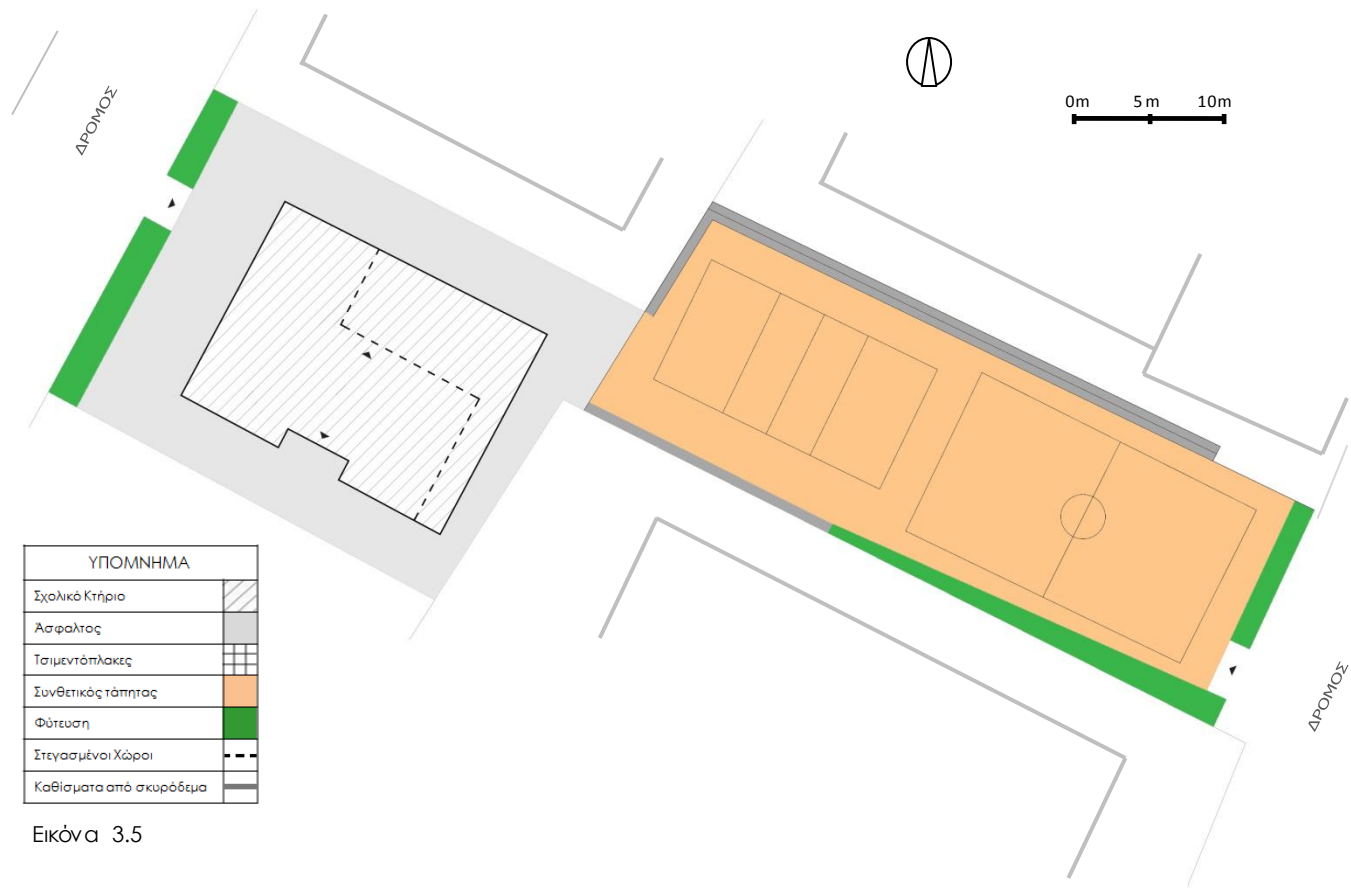 ΔΡΟΜΟΣ
0m 5m 10m
ΥΠΟΜΝΗΜΑ
Σχολικό Κτήριο
Άσφαλτος
Τσιμεντόπλακες
Συνθετικός τάπητας
Φύτευση
Στεγασμένοι Χώροι
Καθίσματα από σκυρόδεμα
ΔΡΟΜΟΣ
Εικόνα 3.5